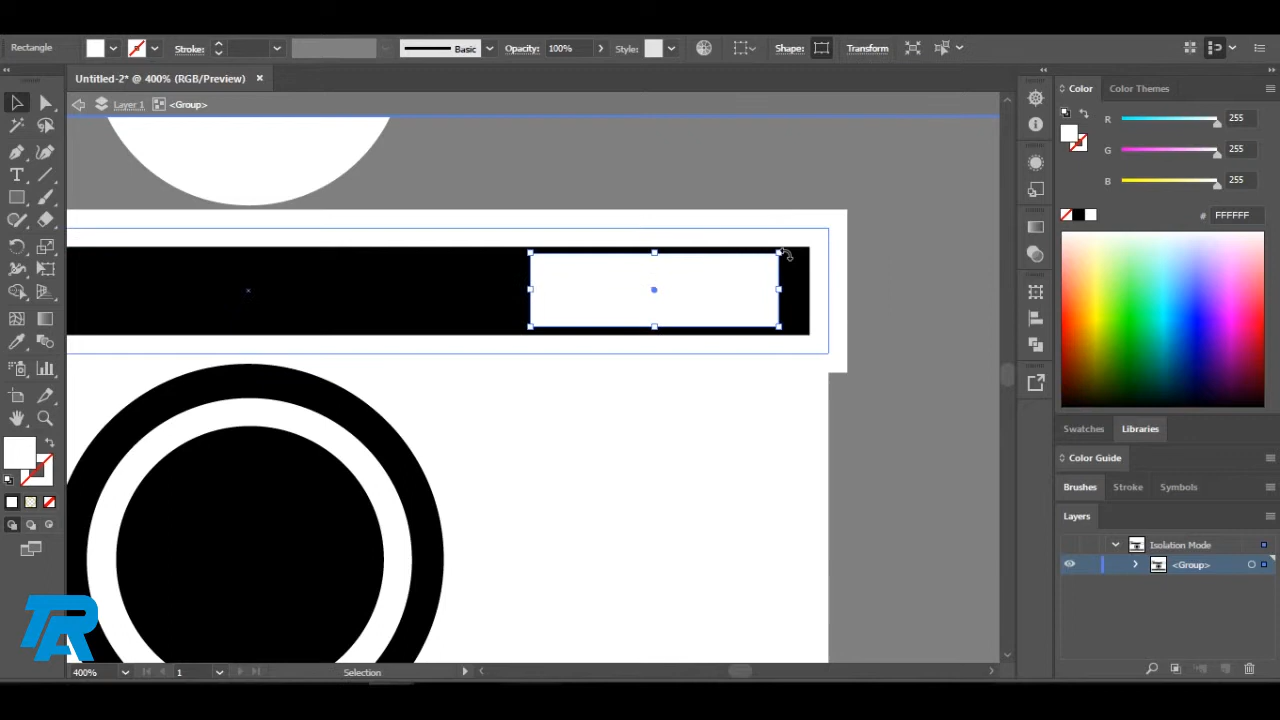 Rectangle Stroke: Basic Opacity: 100% Style: Shape: Transform
Untitled-2* @ 400% (RGB/Preview) ×
Layer 1 <Group>
Color Color Themes
R 255
G 255
B 255
# FFFFFF
Swatches Libraries
Color Guide
Brushes Stroke Symbols
Layers
Isolation Mode
<Group>
TRA
400% 1 Selection